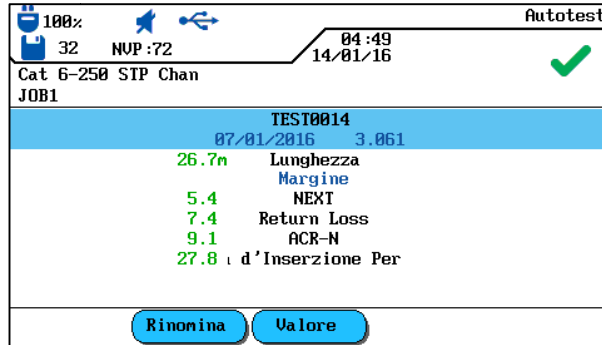 100% Autotest
32 NVP:72 04:49
14/01/16
Cat 6-250 STP Chan
JOB1
TEST0014
07/01/2016 3.061
26.7m Lunghezza
Margine
5.4 NEXT
7.4 Return Loss
9.1 ACR-N
27.8 d'Inserzione Per
Rinomina Valore